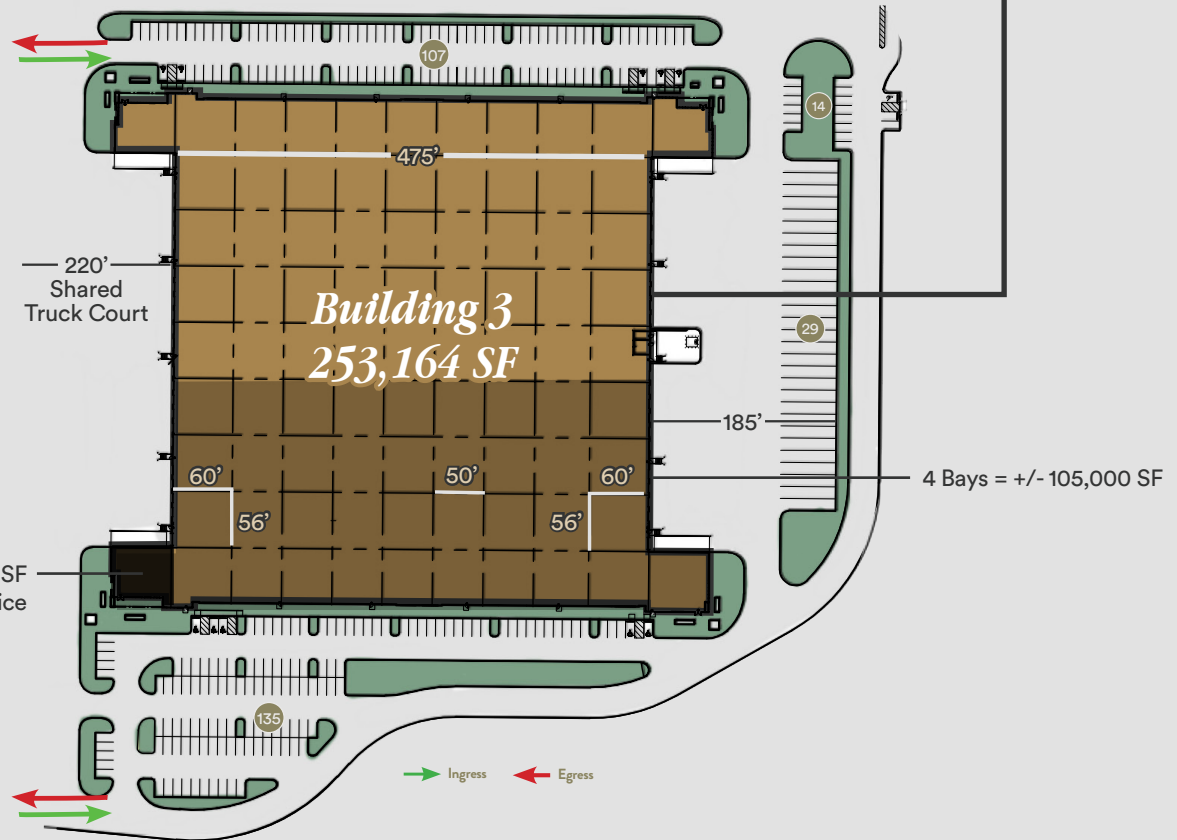 107
14
475’
220’
Shared
Truck Court
Building 3
253,164 SF
29
185’
60’
50’
60’
4 Bays = +/- 105,000 SF
56’
56’
SF
ice
135
Ingress
Egress